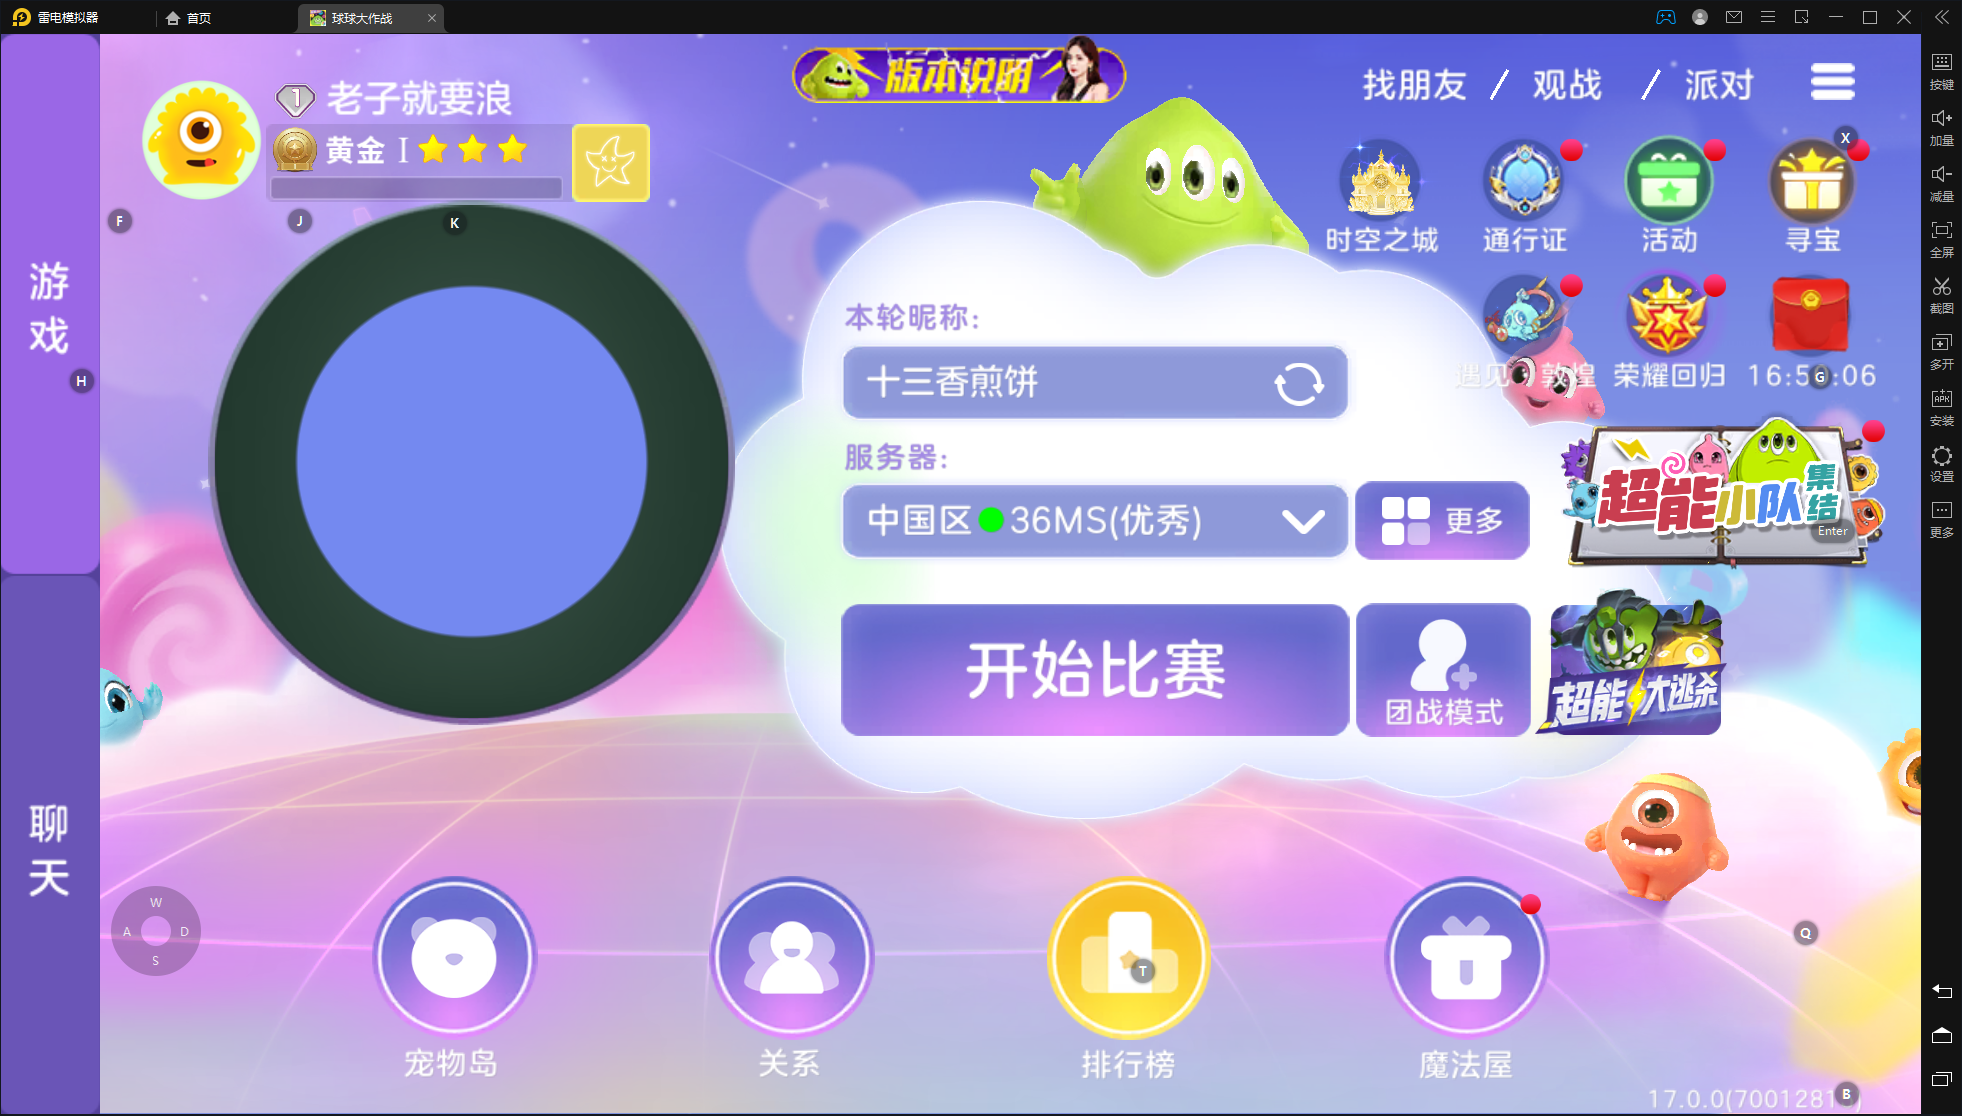 雷电模拟器
首页
球球大作战
游戏
聊天
1
老子就要浪
黄金 I
版本说明
找朋友 / 观战 / 派对
X
时空之城
通行证
活动
寻宝
F
J
K
H
本轮昵称:
十三香煎饼
服务器:
中国区 36MS(优秀)
更多
遇见 敦煌
荣耀回归
16:5 :06
G
超能小队集结
Enter
开始比赛
团战模式
超能大逃杀
W
A
D
S
T
Q
宠物岛
关系
排行榜
魔法屋
17.0.0(7001281
B
按键
加量
减量
全屏
截图
多开
APK
安装
设置
更多